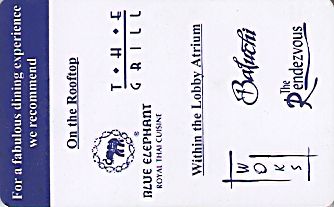 For a fabulous dining experience
we recommend
On the Rooftop
T·H·E
GRILL
®
BLUE ELEPHANT
ROYAL THAI CUISINE
Within the Lobby Atrium
Baluchi
The
Rendezvous
WOKS